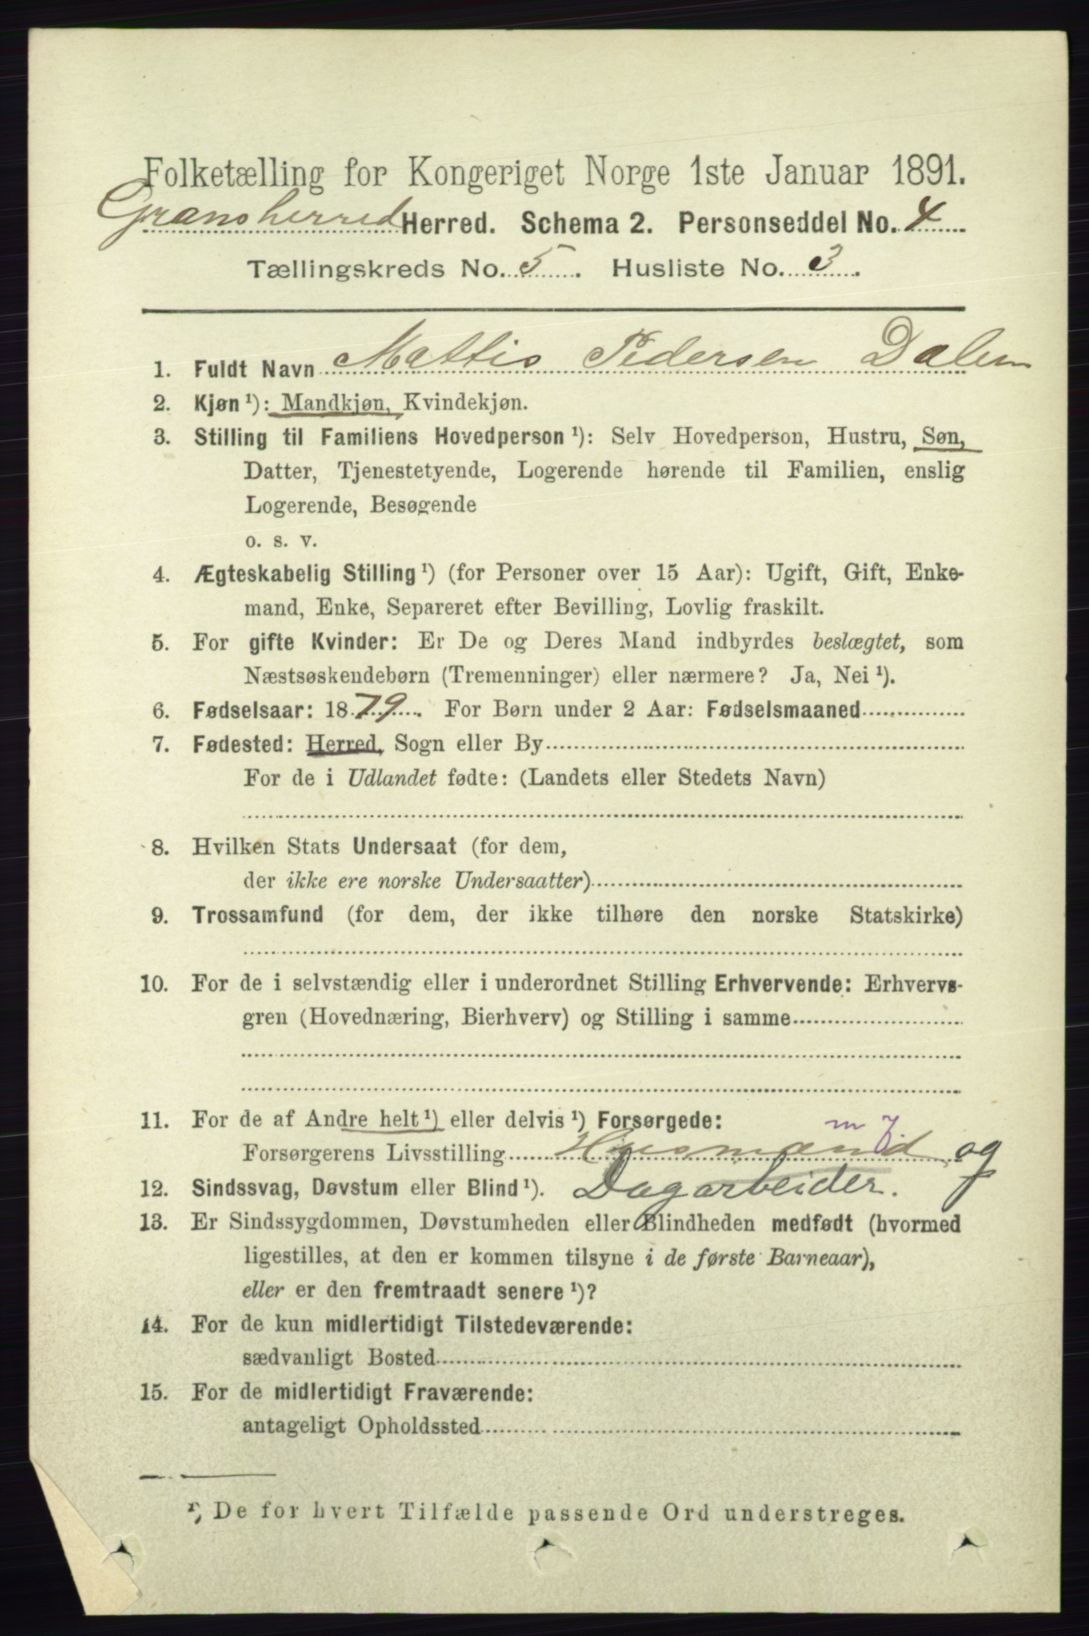 Folketælling for Kongeriget Norge 1ste Januar 1891.
Gransherred Herred. Schema 2. Personseddel No. 4
Tællingskreds No. 5. Husliste No. 3.
1. Fuldt Navn Mattis Pedersen Dalen
2. Kjøn ¹): Mandkjøn, Kvindekjøn.
3. Stilling til Familiens Hovedperson ¹): Selv Hovedperson, Hustru, Søn,
Datter, Tjenestetyende, Logerende hørende til Familien, enslig
Logerende, Besøgende
o. s. v.
4. Ægteskabelig Stilling ¹) (for Personer over 15 Aar): Ugift, Gift, Enke-
mand, Enke, Separeret efter Bevilling, Lovlig fraskilt.
5. For gifte Kvinder: Er De og Deres Mand indbyrdes beslægtet, som
Næstsøskendebørn (Tremenninger) eller nærmere? Ja, Nei ¹).
6. Fødselsaar: 1879. For Børn under 2 Aar: Fødselsmaaned
7. Fødested: Herred, Sogn eller By
For de i Udlandet fødte: (Landets eller Stedets Navn)
8. Hvilken Stats Undersaat (for dem,
der ikke ere norske Undersaatter)
9. Trossamfund (for dem, der ikke tilhøre den norske Statskirke)
10. For de i selvstændig eller i underordnet Stilling Erhvervende: Erhvervs-
gren (Hovednæring, Bierhverv) og Stilling i samme
11. For de af Andre helt ¹) eller delvis ¹) Forsørgede:
Forsørgerens Livsstilling Husmand og
12. Sindssvag, Døvstum eller Blind ¹). Dagarbeider.
13. Er Sindssygdommen, Døvstumheden eller Blindheden medfødt (hvormed
ligestilles, at den er kommen tilsyne i de første Barneaar),
eller er den fremtraadt senere ¹)?
14. For de kun midlertidigt Tilstedeværende:
sædvanligt Bosted
15. For de midlertidigt Fraværende:
antageligt Opholdssted
¹) De for hvert Tilfælde passende Ord understreges.